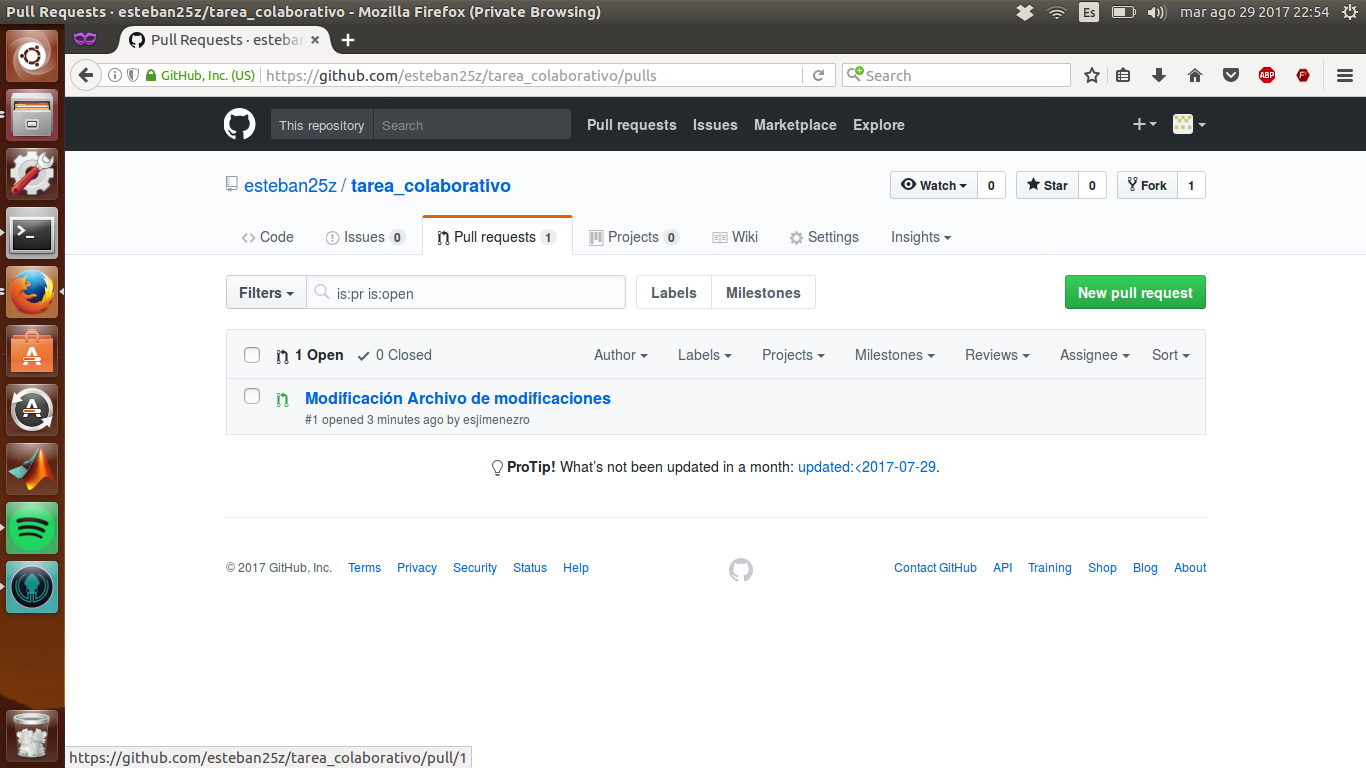 Pull Requests · esteban25z/tarea_colaborativo - Mozilla Firefox (Private Browsing)
Es
mar ago 29 2017 22:54
Pull Requests · esteban
GitHub, Inc. (US)
https://github.com/esteban25z/tarea_colaborativo/pulls
Search
ABP
This repository
Search
Pull requests Issues Marketplace Explore
esteban25z / tarea_colaborativo
Watch 0
Star 0
Fork 1
Code
Issues 0
Pull requests 1
Projects 0
Wiki
Settings
Insights
Filters
is:pr is:open
Labels
Milestones
New pull request
1 Open
0 Closed
Author
Labels
Projects
Milestones
Reviews
Assignee
Sort
Modificación Archivo de modificaciones
#1 opened 3 minutes ago by esjimenezro
ProTip! What's not been updated in a month: updated:<2017-07-29.
© 2017 GitHub, Inc. Terms Privacy Security Status Help
Contact GitHub API Training Shop Blog About
https://github.com/esteban25z/tarea_colaborativo/pull/1